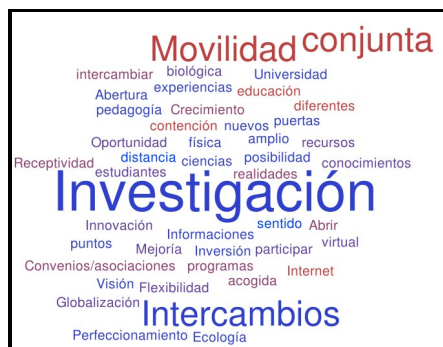 Movilidad conjunta
intercambiar biológica Universidad
Abertura experiencias educación
pedagogía Crecimiento diferentes
contención nuevos puertas
Oportunidad física amplio recursos
Receptividad distancia ciencias posibilidad conocimientos
estudiantes realidades
Investigación
Innovación sentido Abrir
puntos Informaciones virtual
Mejoría Inversión participar
Convenios/asociaciones programas Internet
Visión Flexibilidad acogida
Globalización Intercambios
Perfeccionamiento Ecología